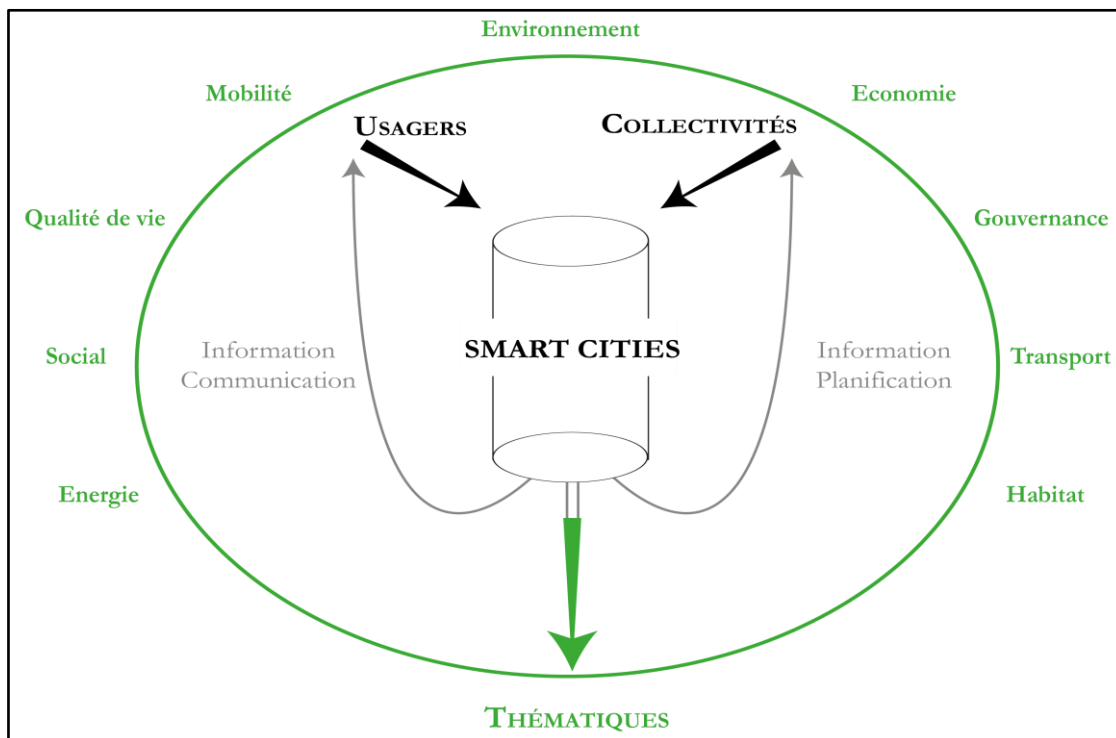 Environnement
Mobilité
Economie
USAGERS
COLLECTIVITÉS
Qualité de vie
Gouvernance
Social
Information
Communication
SMART CITIES
Information
Planification
Transport
Energie
Habitat
THÉMATIQUES